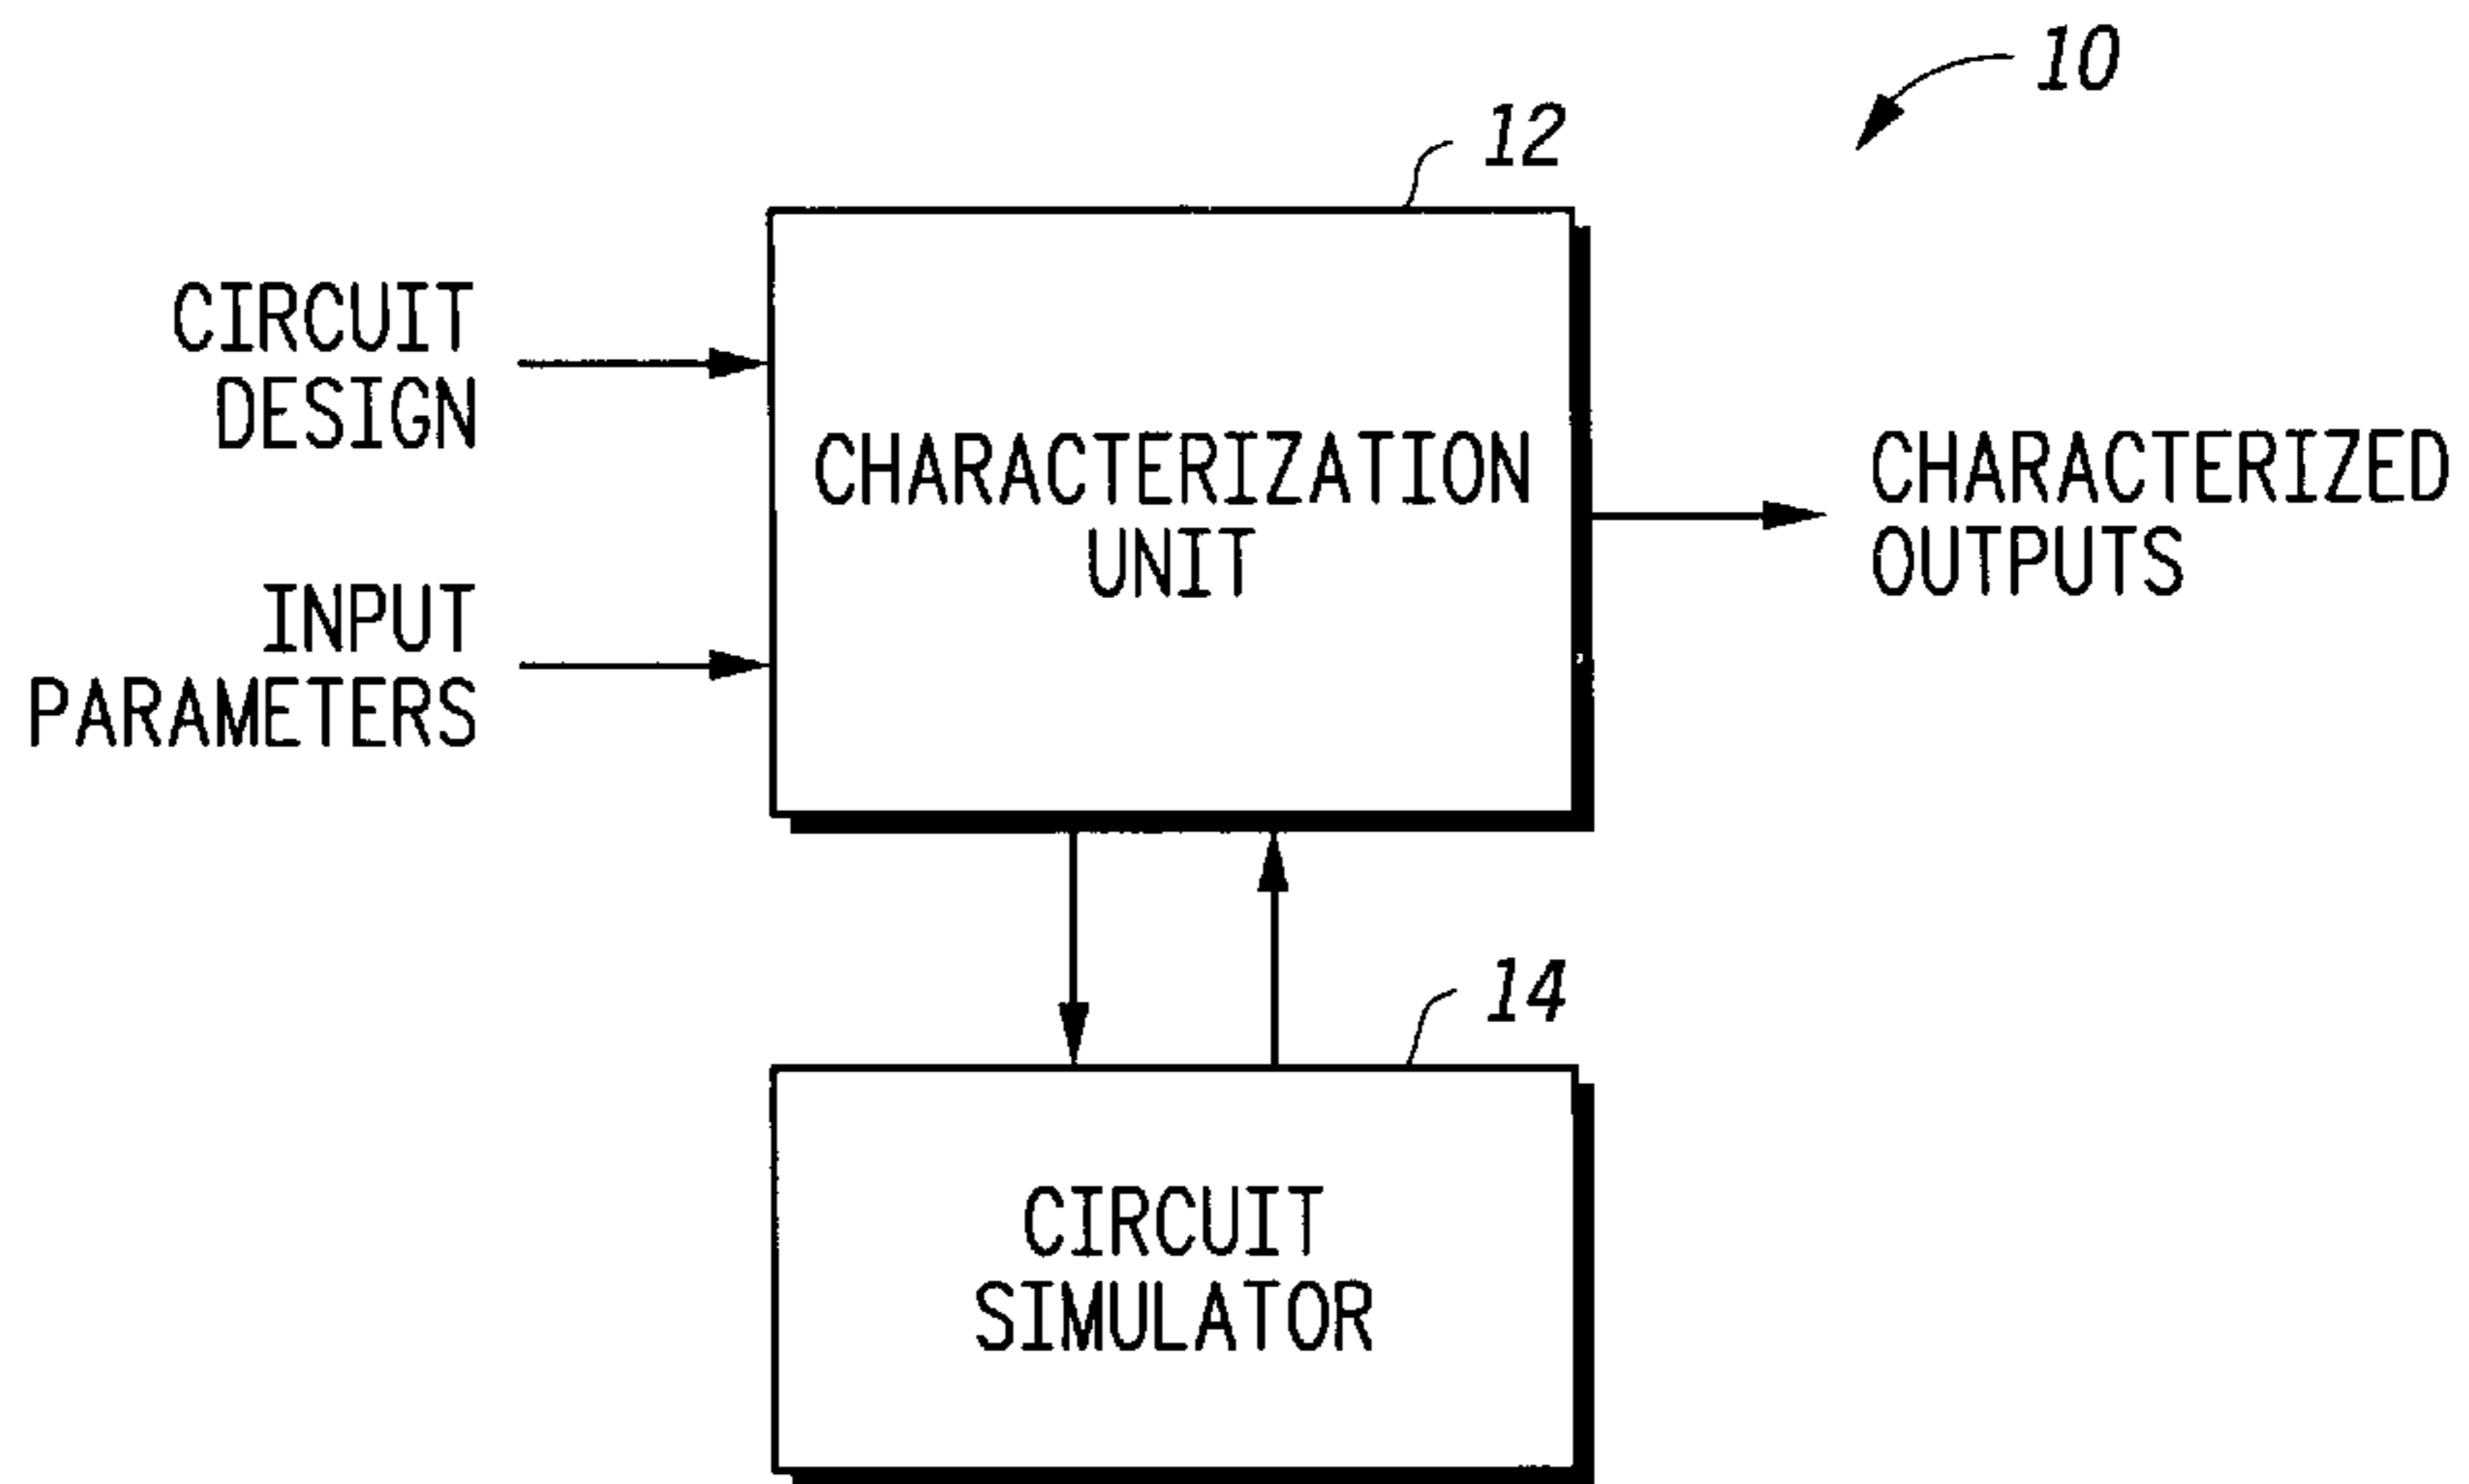 10
12
CIRCUIT
DESIGN
CHARACTERIZATION
UNIT
CHARACTERIZED
OUTPUTS
INPUT
PARAMETERS
14
CIRCUIT
SIMULATOR